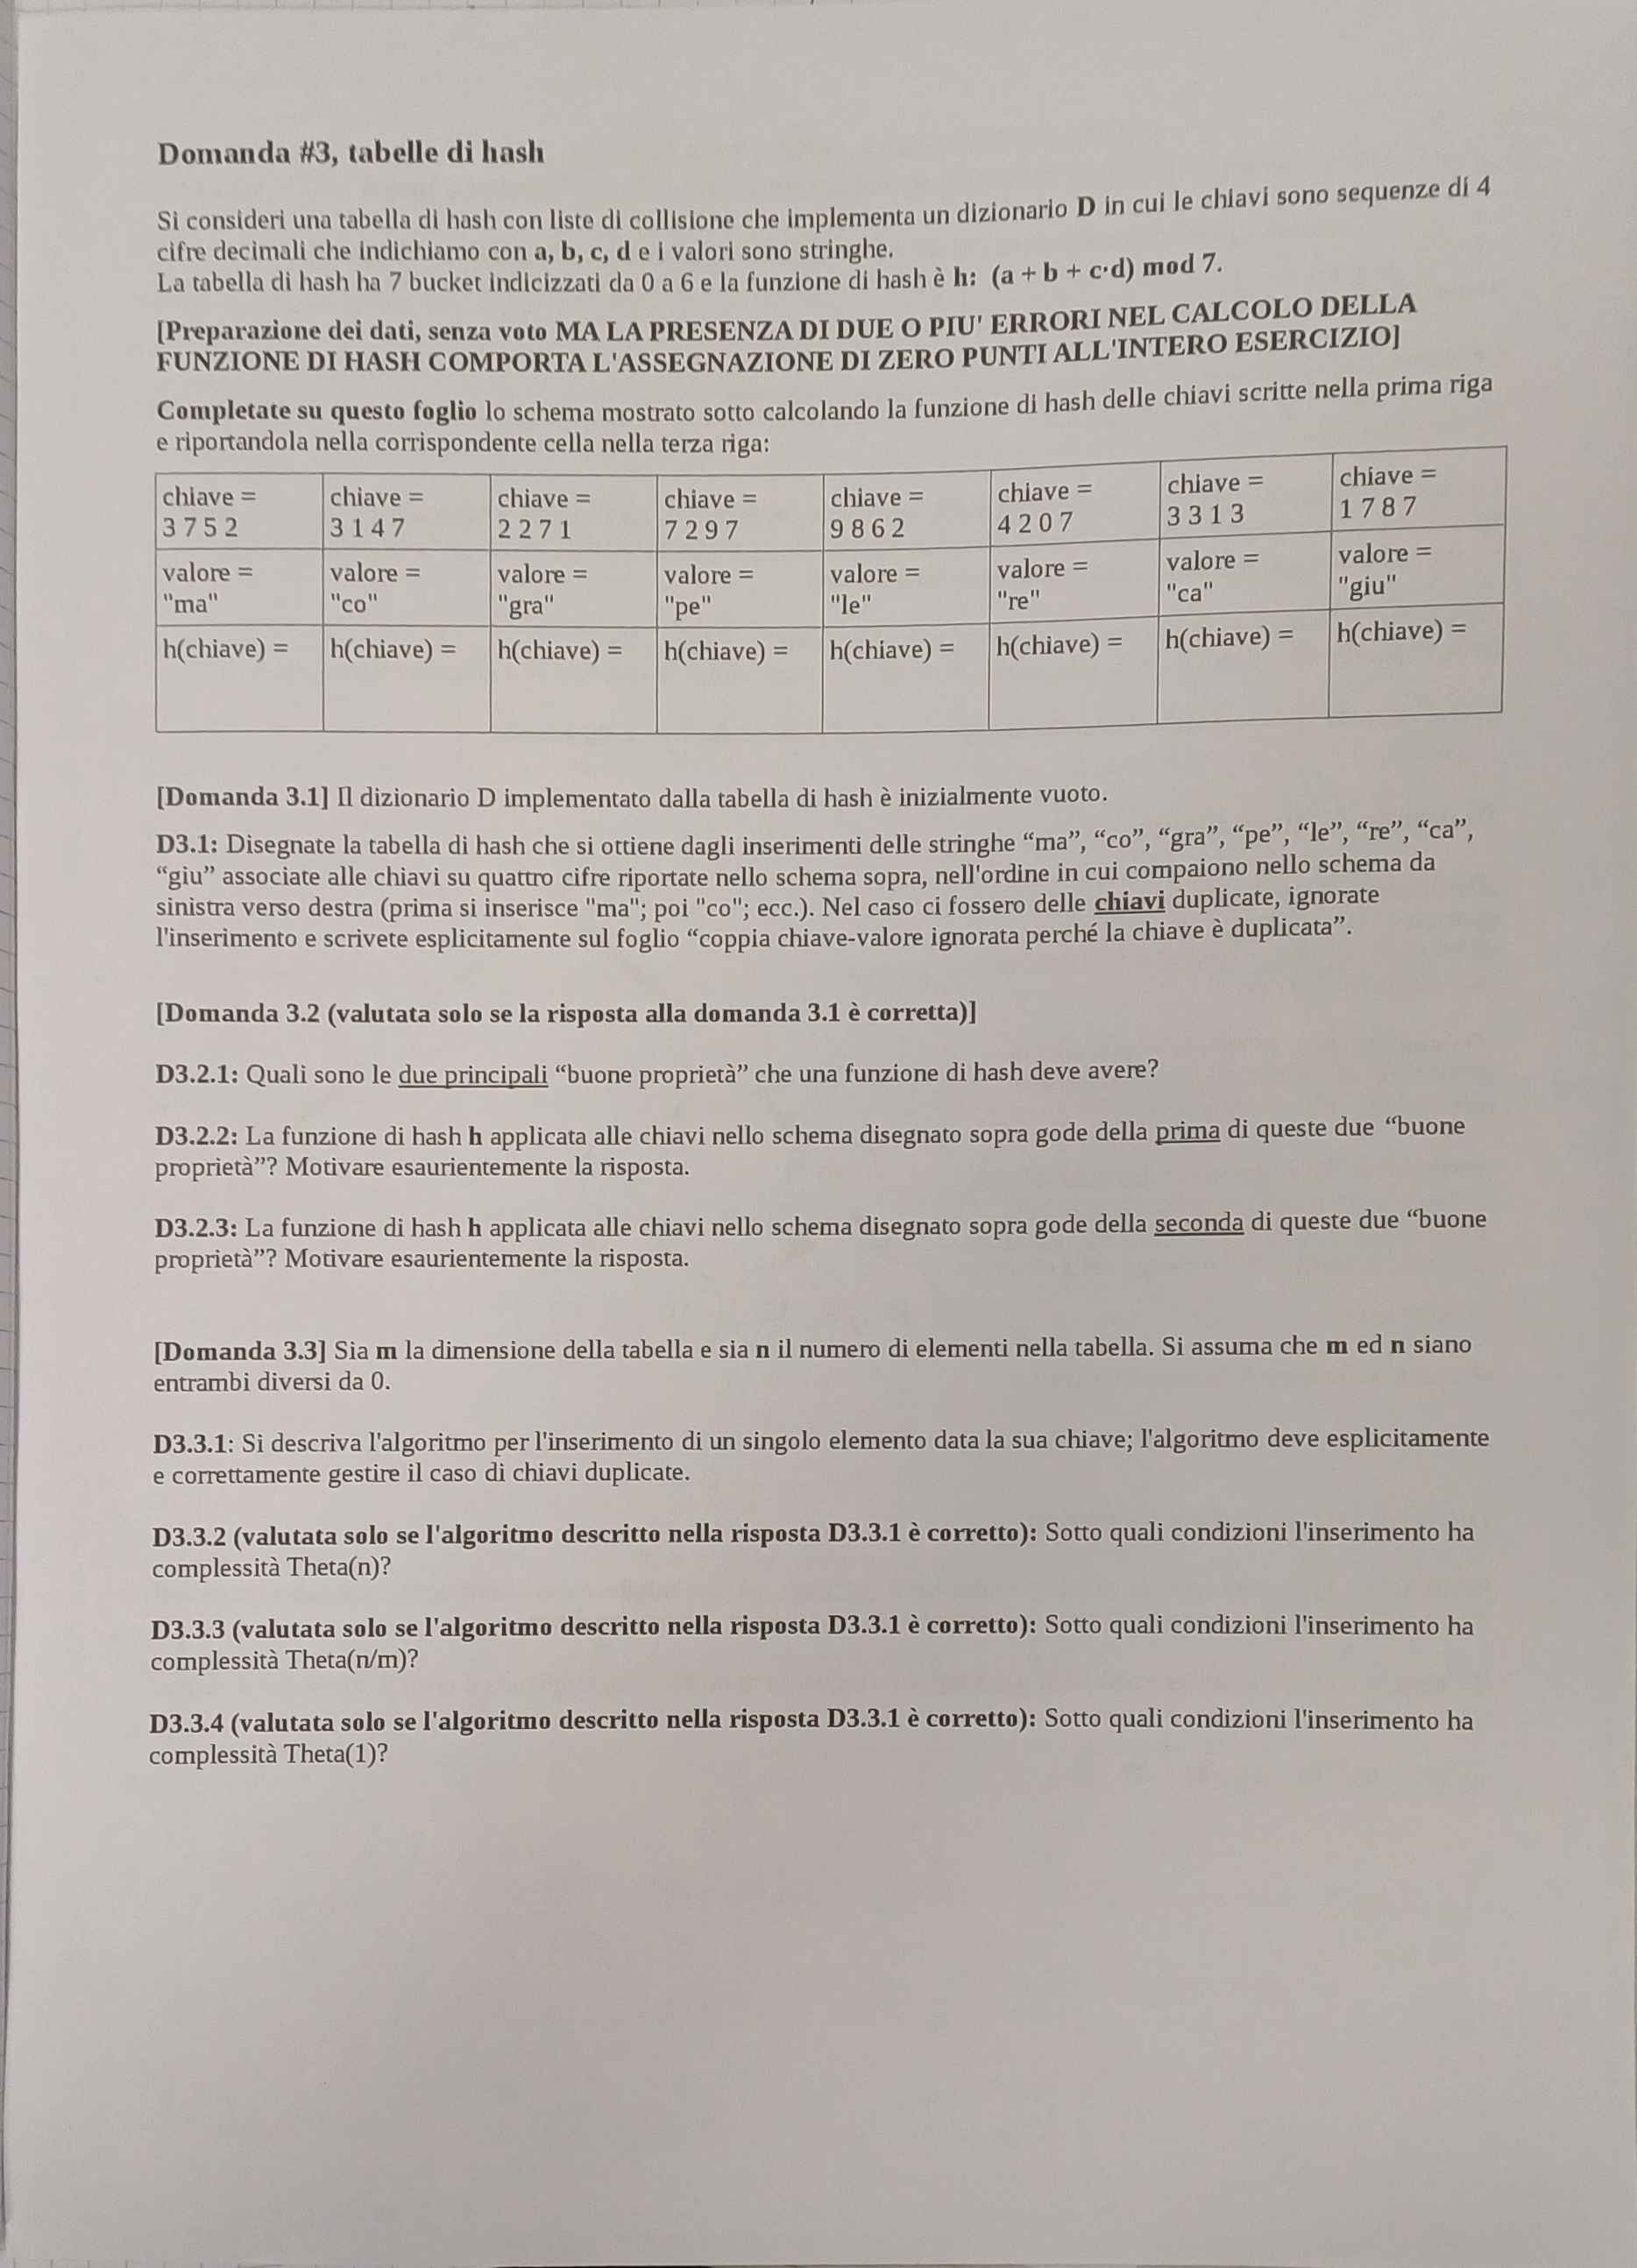 Domanda #3, tabelle di hash
Si consideri una tabella di hash con liste di collisione che implementa un dizionario D in cui le chiavi sono sequenze di 4
cifre decimali che indichiamo con a, b, c, d e i valori sono stringhe.
La tabella di hash ha 7 bucket indicizzati da 0 a 6 e la funzione di hash è h: (a + b + c·d) mod 7.
[Preparazione dei dati, senza voto MA LA PRESENZA DI DUE O PIU' ERRORI NEL CALCOLO DELLA
FUNZIONE DI HASH COMPORTA L'ASSEGNAZIONE DI ZERO PUNTI ALL'INTERO ESERCIZIO]
Completate su questo foglio lo schema mostrato sotto calcolando la funzione di hash delle chiavi scritte nella prima riga
e riportandola nella corrispondente cella nella terza riga:
chiave = chiave = chiave = chiave = chiave = chiave = chiave = chiave =
3 7 5 2 3 1 4 7 2 2 7 1 7 2 9 7 9 8 6 2 4 2 0 7 3 3 1 3 1 7 8 7
valore = valore = valore = valore = valore = valore = valore = valore =
"ma" "co" "gra" "pe" "le" "re" "ca" "giu"
h(chiave) = h(chiave) = h(chiave) = h(chiave) = h(chiave) = h(chiave) = h(chiave) = h(chiave) =
[Domanda 3.1] Il dizionario D implementato dalla tabella di hash è inizialmente vuoto.
D3.1: Disegnate la tabella di hash che si ottiene dagli inserimenti delle stringhe “ma”, “co”, “gra”, “pe”, “le”, “re”, “ca”,
“giu” associate alle chiavi su quattro cifre riportate nello schema sopra, nell'ordine in cui compaiono nello schema da
sinistra verso destra (prima si inserisce "ma"; poi "co"; ecc.). Nel caso ci fossero delle chiavi duplicate, ignorate
l'inserimento e scrivete esplicitamente sul foglio “coppia chiave-valore ignorata perché la chiave è duplicata”.
[Domanda 3.2 (valutata solo se la risposta alla domanda 3.1 è corretta)]
D3.2.1: Quali sono le due principali “buone proprietà” che una funzione di hash deve avere?
D3.2.2: La funzione di hash h applicata alle chiavi nello schema disegnato sopra gode della prima di queste due “buone
proprietà”? Motivare esaurientemente la risposta.
D3.2.3: La funzione di hash h applicata alle chiavi nello schema disegnato sopra gode della seconda di queste due “buone
proprietà”? Motivare esaurientemente la risposta.
[Domanda 3.3] Sia m la dimensione della tabella e sia n il numero di elementi nella tabella. Si assuma che m ed n siano
entrambi diversi da 0.
D3.3.1: Si descriva l'algoritmo per l'inserimento di un singolo elemento data la sua chiave; l'algoritmo deve esplicitamente
e correttamente gestire il caso di chiavi duplicate.
D3.3.2 (valutata solo se l'algoritmo descritto nella risposta D3.3.1 è corretto): Sotto quali condizioni l'inserimento ha
complessità Theta(n)?
D3.3.3 (valutata solo se l'algoritmo descritto nella risposta D3.3.1 è corretto): Sotto quali condizioni l'inserimento ha
complessità Theta(n/m)?
D3.3.4 (valutata solo se l'algoritmo descritto nella risposta D3.3.1 è corretto): Sotto quali condizioni l'inserimento ha
complessità Theta(1)?